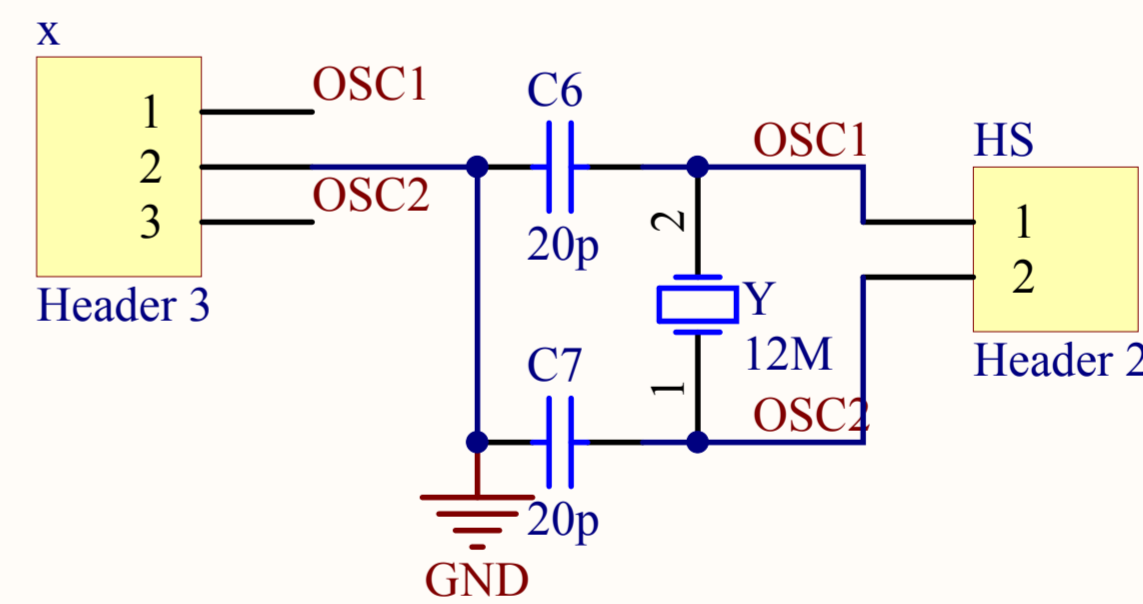 x
1
2
3
OSC1
OSC2
Header 3
C6
20p
C7
20p
GND
2
Y
12M
1
OSC1
OSC2
HS
1
2
Header 2